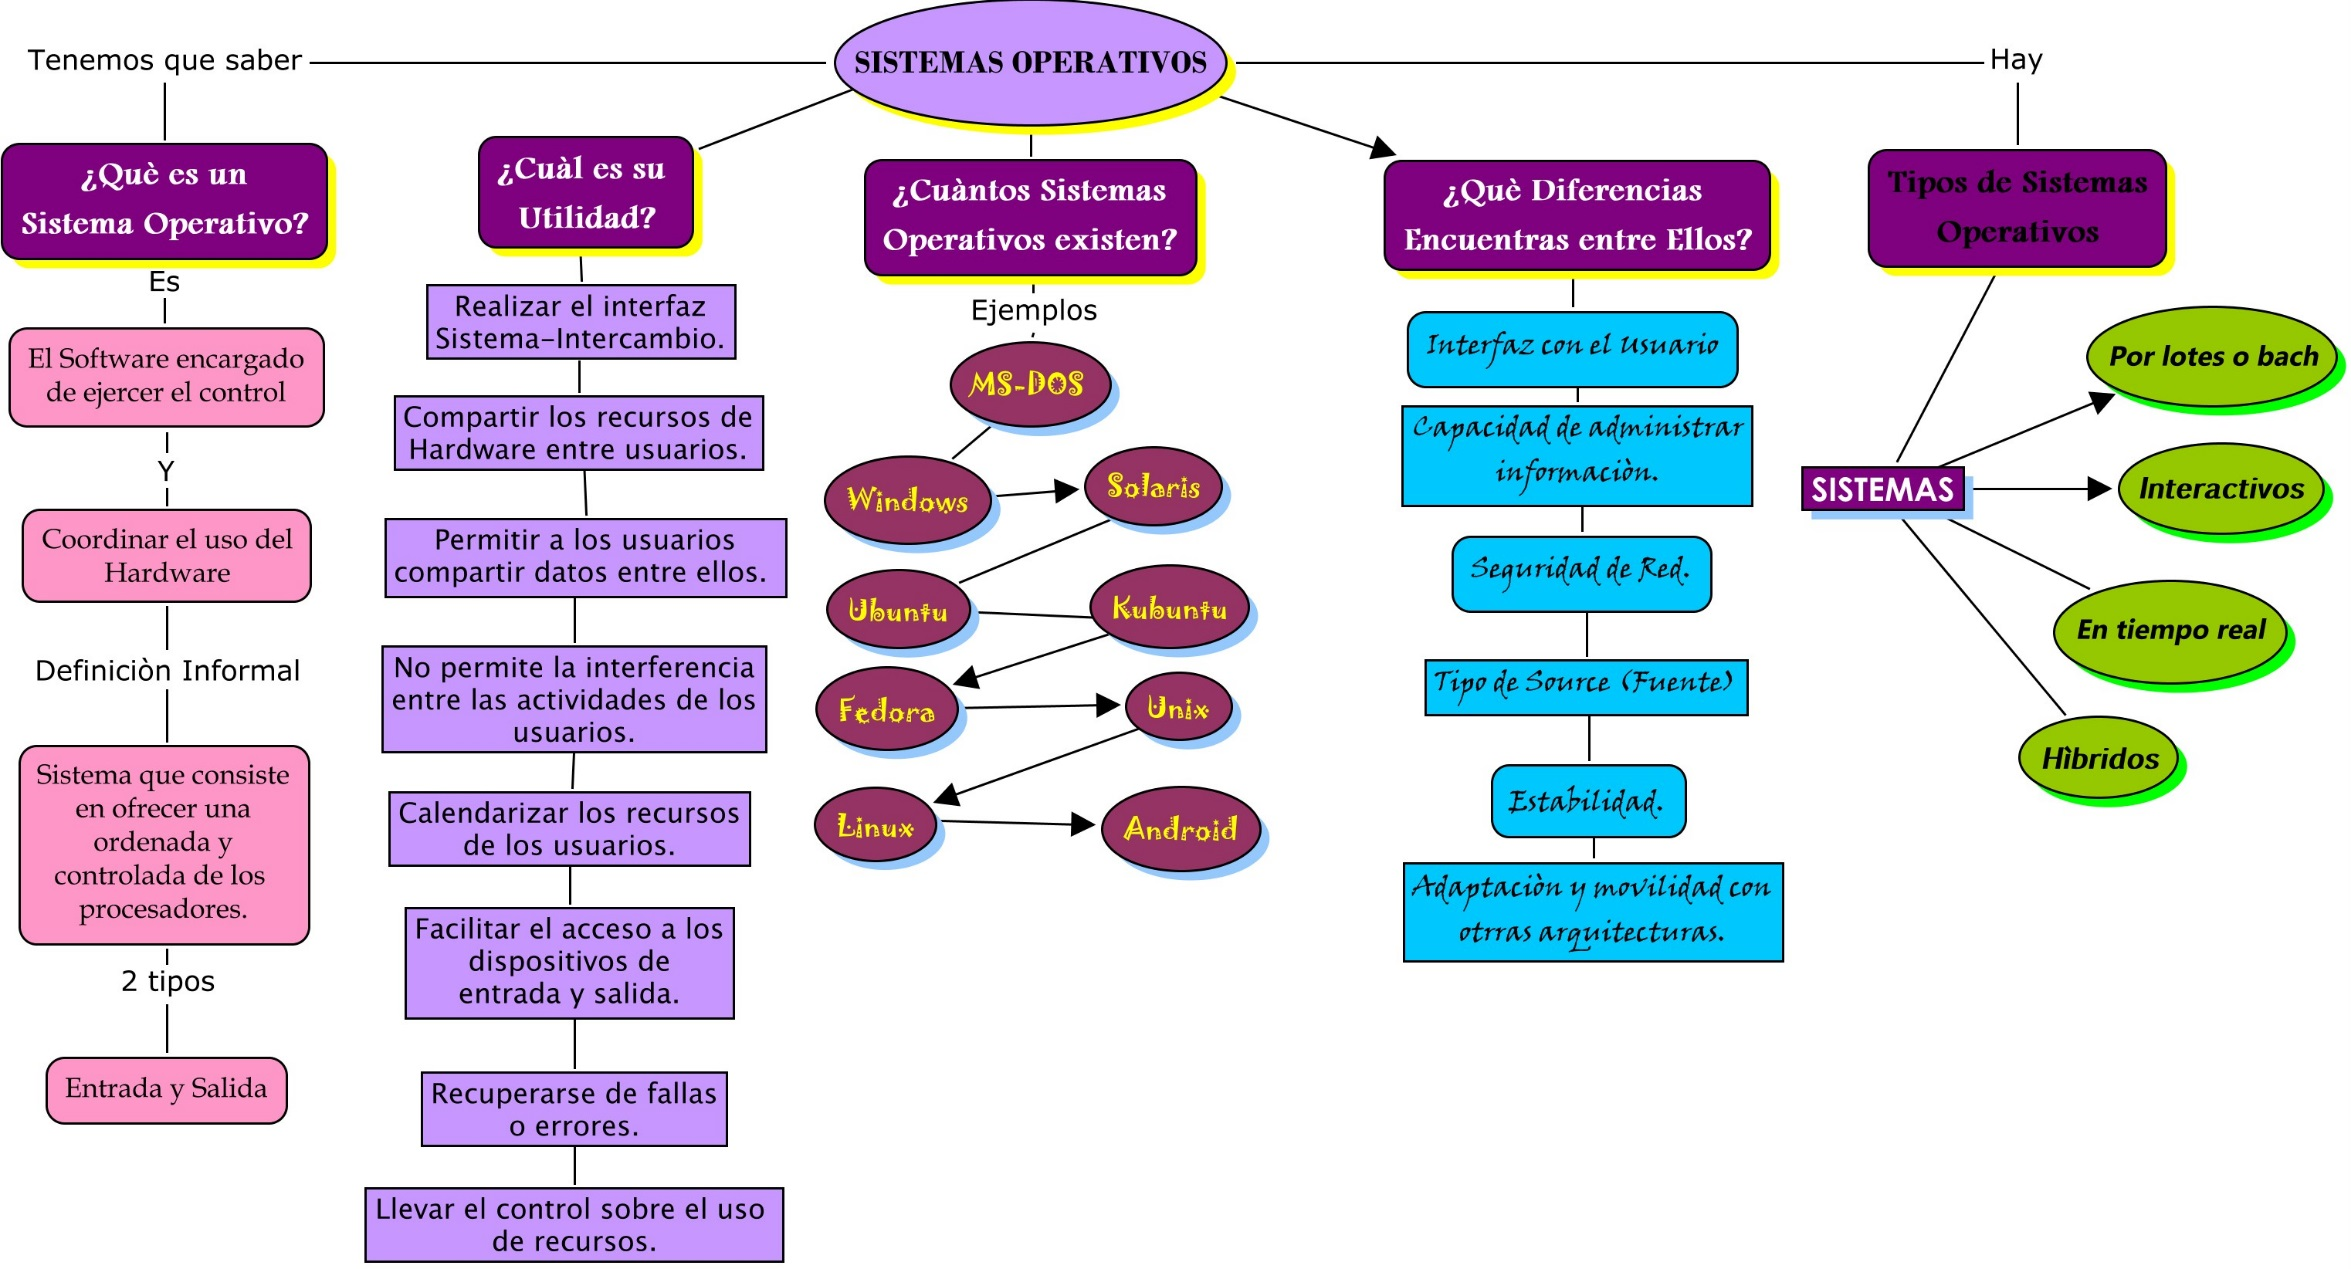 SISTEMAS OPERATIVOS
Tenemos que saber
¿Què es un
Sistema Operativo?
Es
El Software encargado
de ejercer el control
Y
Coordinar el uso del
Hardware
Definiciòn Informal
Sistema que consiste
en ofrecer una
ordenada y
controlada de los
procesadores.
2 tipos
Entrada y Salida
¿Cuàl es su
Utilidad?
Realizar el interfaz
Sistema-Intercambio.
Compartir los recursos de
Hardware entre usuarios.
Permitir a los usuarios
compartir datos entre ellos.
No permite la interferencia
entre las actividades de los
usuarios.
Calendarizar los recursos
de los usuarios.
Facilitar el acceso a los
dispositivos de
entrada y salida.
Recuperarse de fallas
o errores.
Llevar el control sobre el uso
de recursos.
¿Cuàntos Sistemas
Operativos existen?
Ejemplos
MS-DOS
Windows
Solaris
Ubuntu
Kubuntu
Fedora
Unix
Linux
Android
¿Què Diferencias
Encuentras entre Ellos?
Interfaz con el Usuario
Capacidad de administrar
informaciòn.
Seguridad de Red.
Tipo de Source (Fuente)
Estabilidad.
Adaptaciòn y movilidad con
otrras arquitecturas.
Hay
Tipos de Sistemas
Operativos
SISTEMAS
Por lotes o bach
Interactivos
En tiempo real
Hìbridos